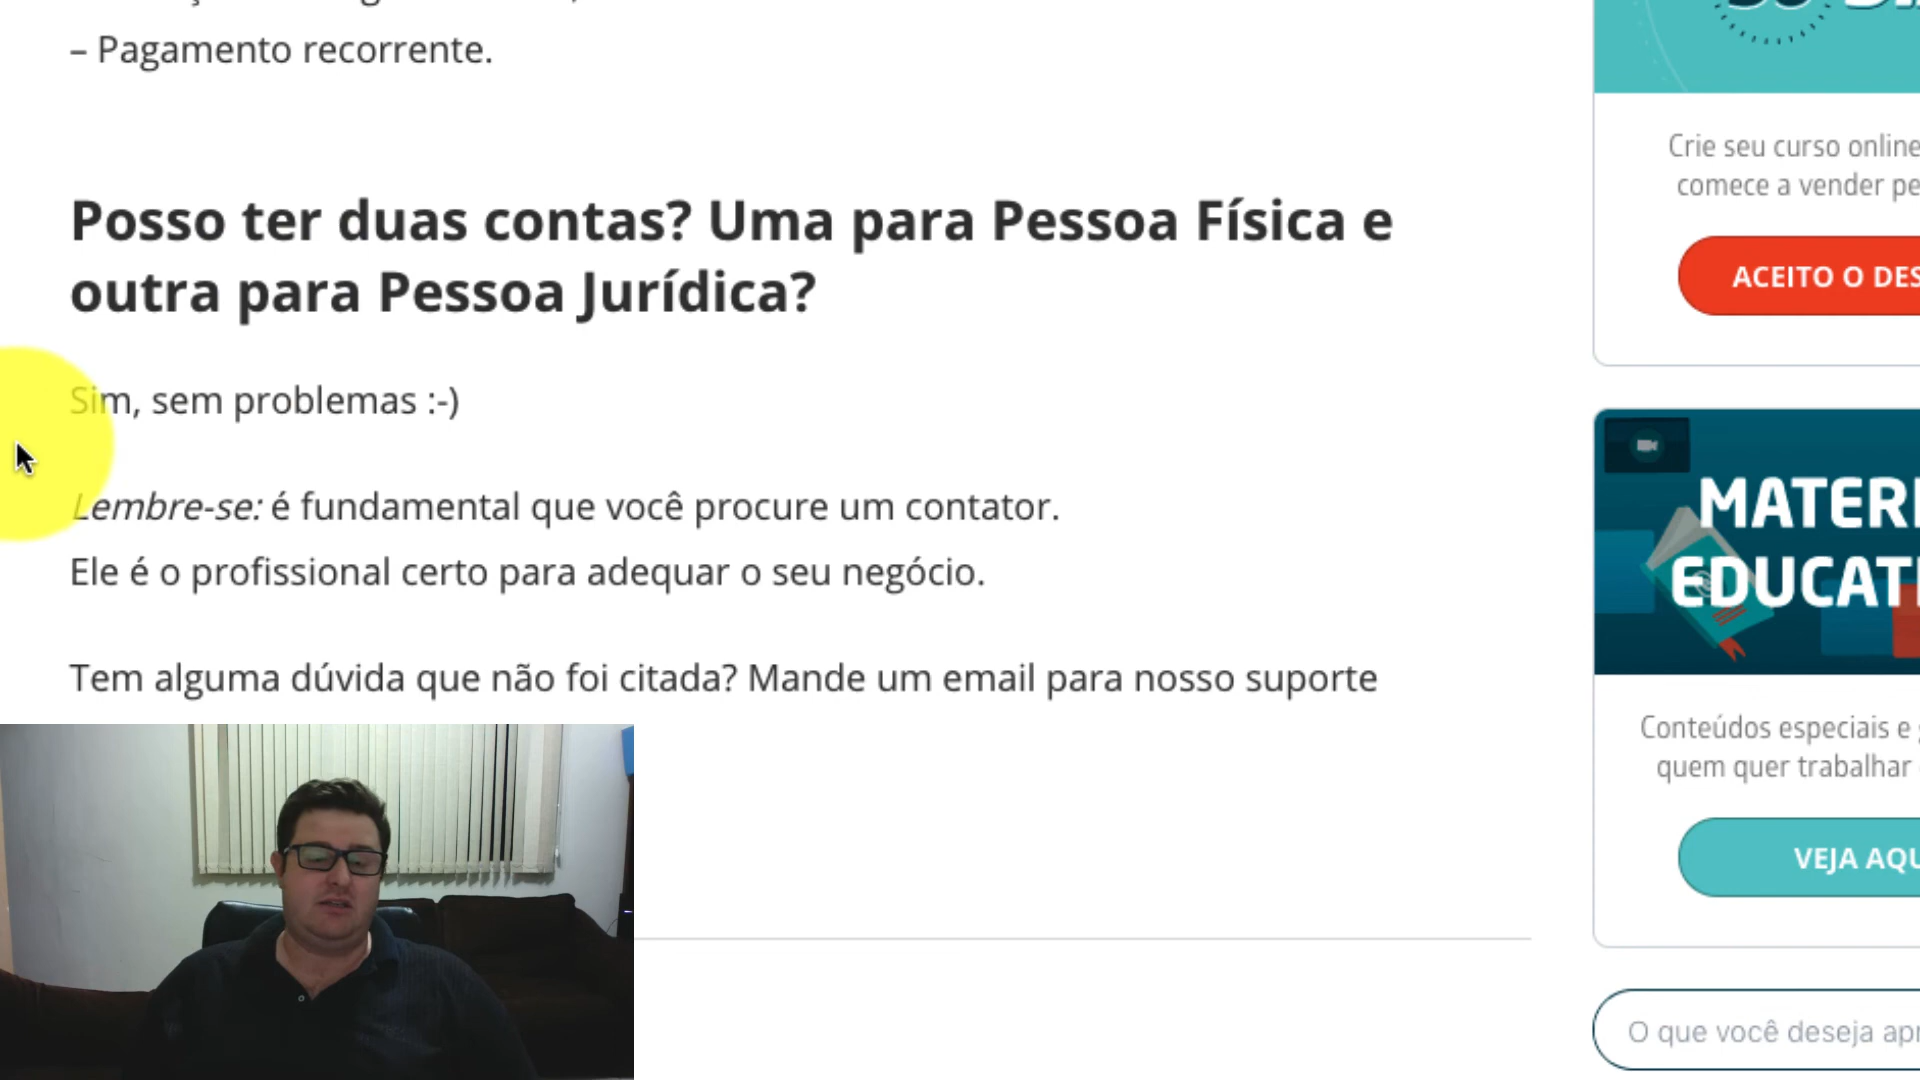 – Pagamento recorrente.
Posso ter duas contas? Uma para Pessoa Física e
outra para Pessoa Jurídica?
Sim, sem problemas :-)
Lembre-se: é fundamental que você procure um contator.
Ele é o profissional certo para adequar o seu negócio.
Tem alguma dúvida que não foi citada? Mande um email para nosso suporte
Crie seu curso online
comece a vender pe
ACEITO O DES
MATERI
EDUCATI
Conteúdos especiais e
quem quer trabalhar
VEJA AQU
O que você deseja apr